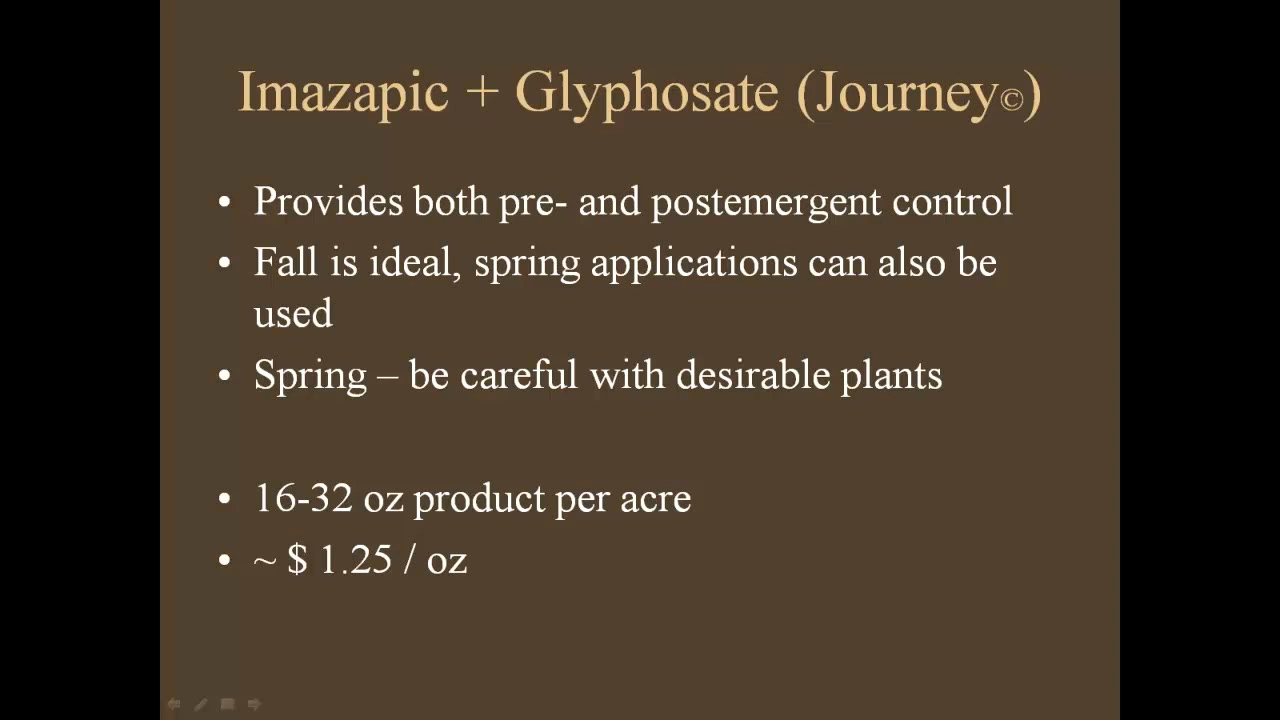 Imazapic + Glyphosate (Journey©)
• Provides both pre- and postemergent control
• Fall is ideal, spring applications can also be
used
• Spring – be careful with desirable plants
• 16-32 oz product per acre
• ~ $ 1.25 / oz